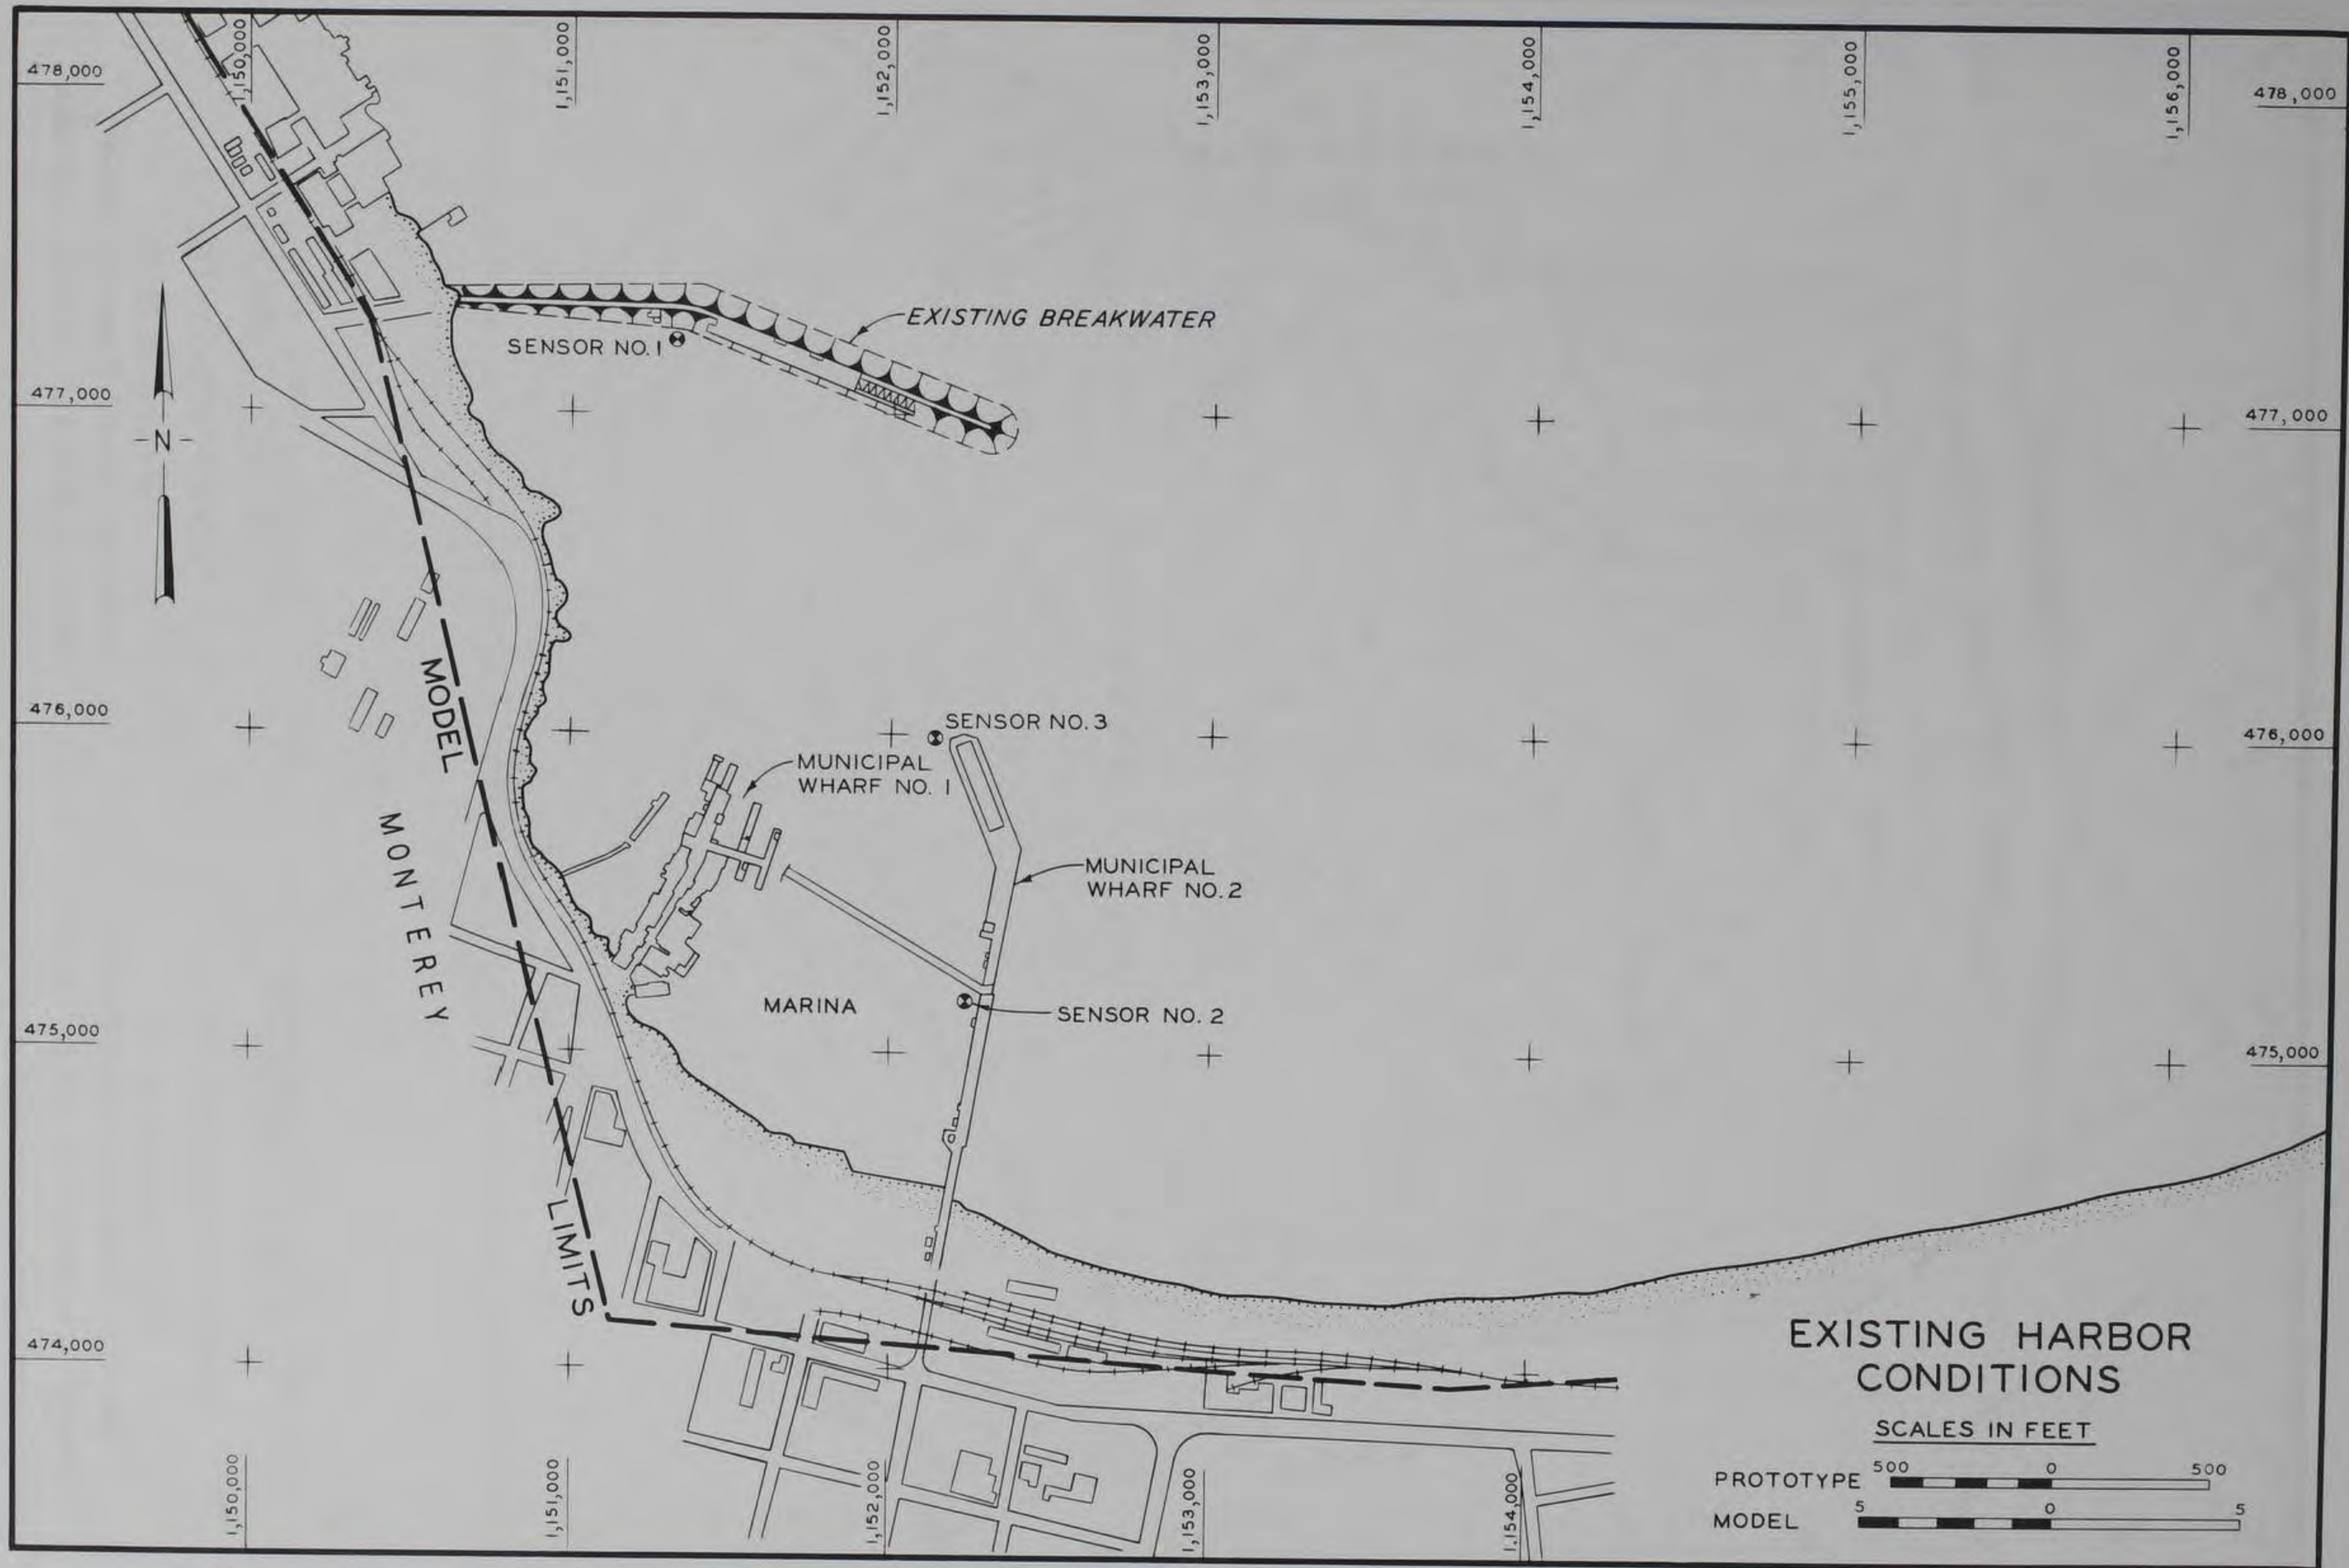 1,150,000
1,151,000
1,152,000
1,153,000
1,154,000
1,155,000
1,156,000
478,000
478,000
EXISTING BREAKWATER
SENSOR NO. 1
477,000
477,000
-N-
476,000
476,000
SENSOR NO. 3
MUNICIPAL
WHARF NO. 1
MODEL
MONTEREY
MUNICIPAL
WHARF NO. 2
MARINA
SENSOR NO. 2
475,000
475,000
LIMITS
474,000
EXISTING HARBOR
CONDITIONS
SCALES IN FEET
PROTOTYPE 500 0 500
MODEL 5 0 5
1,150,000
1,151,000
1,152,000
1,153,000
1,154,000